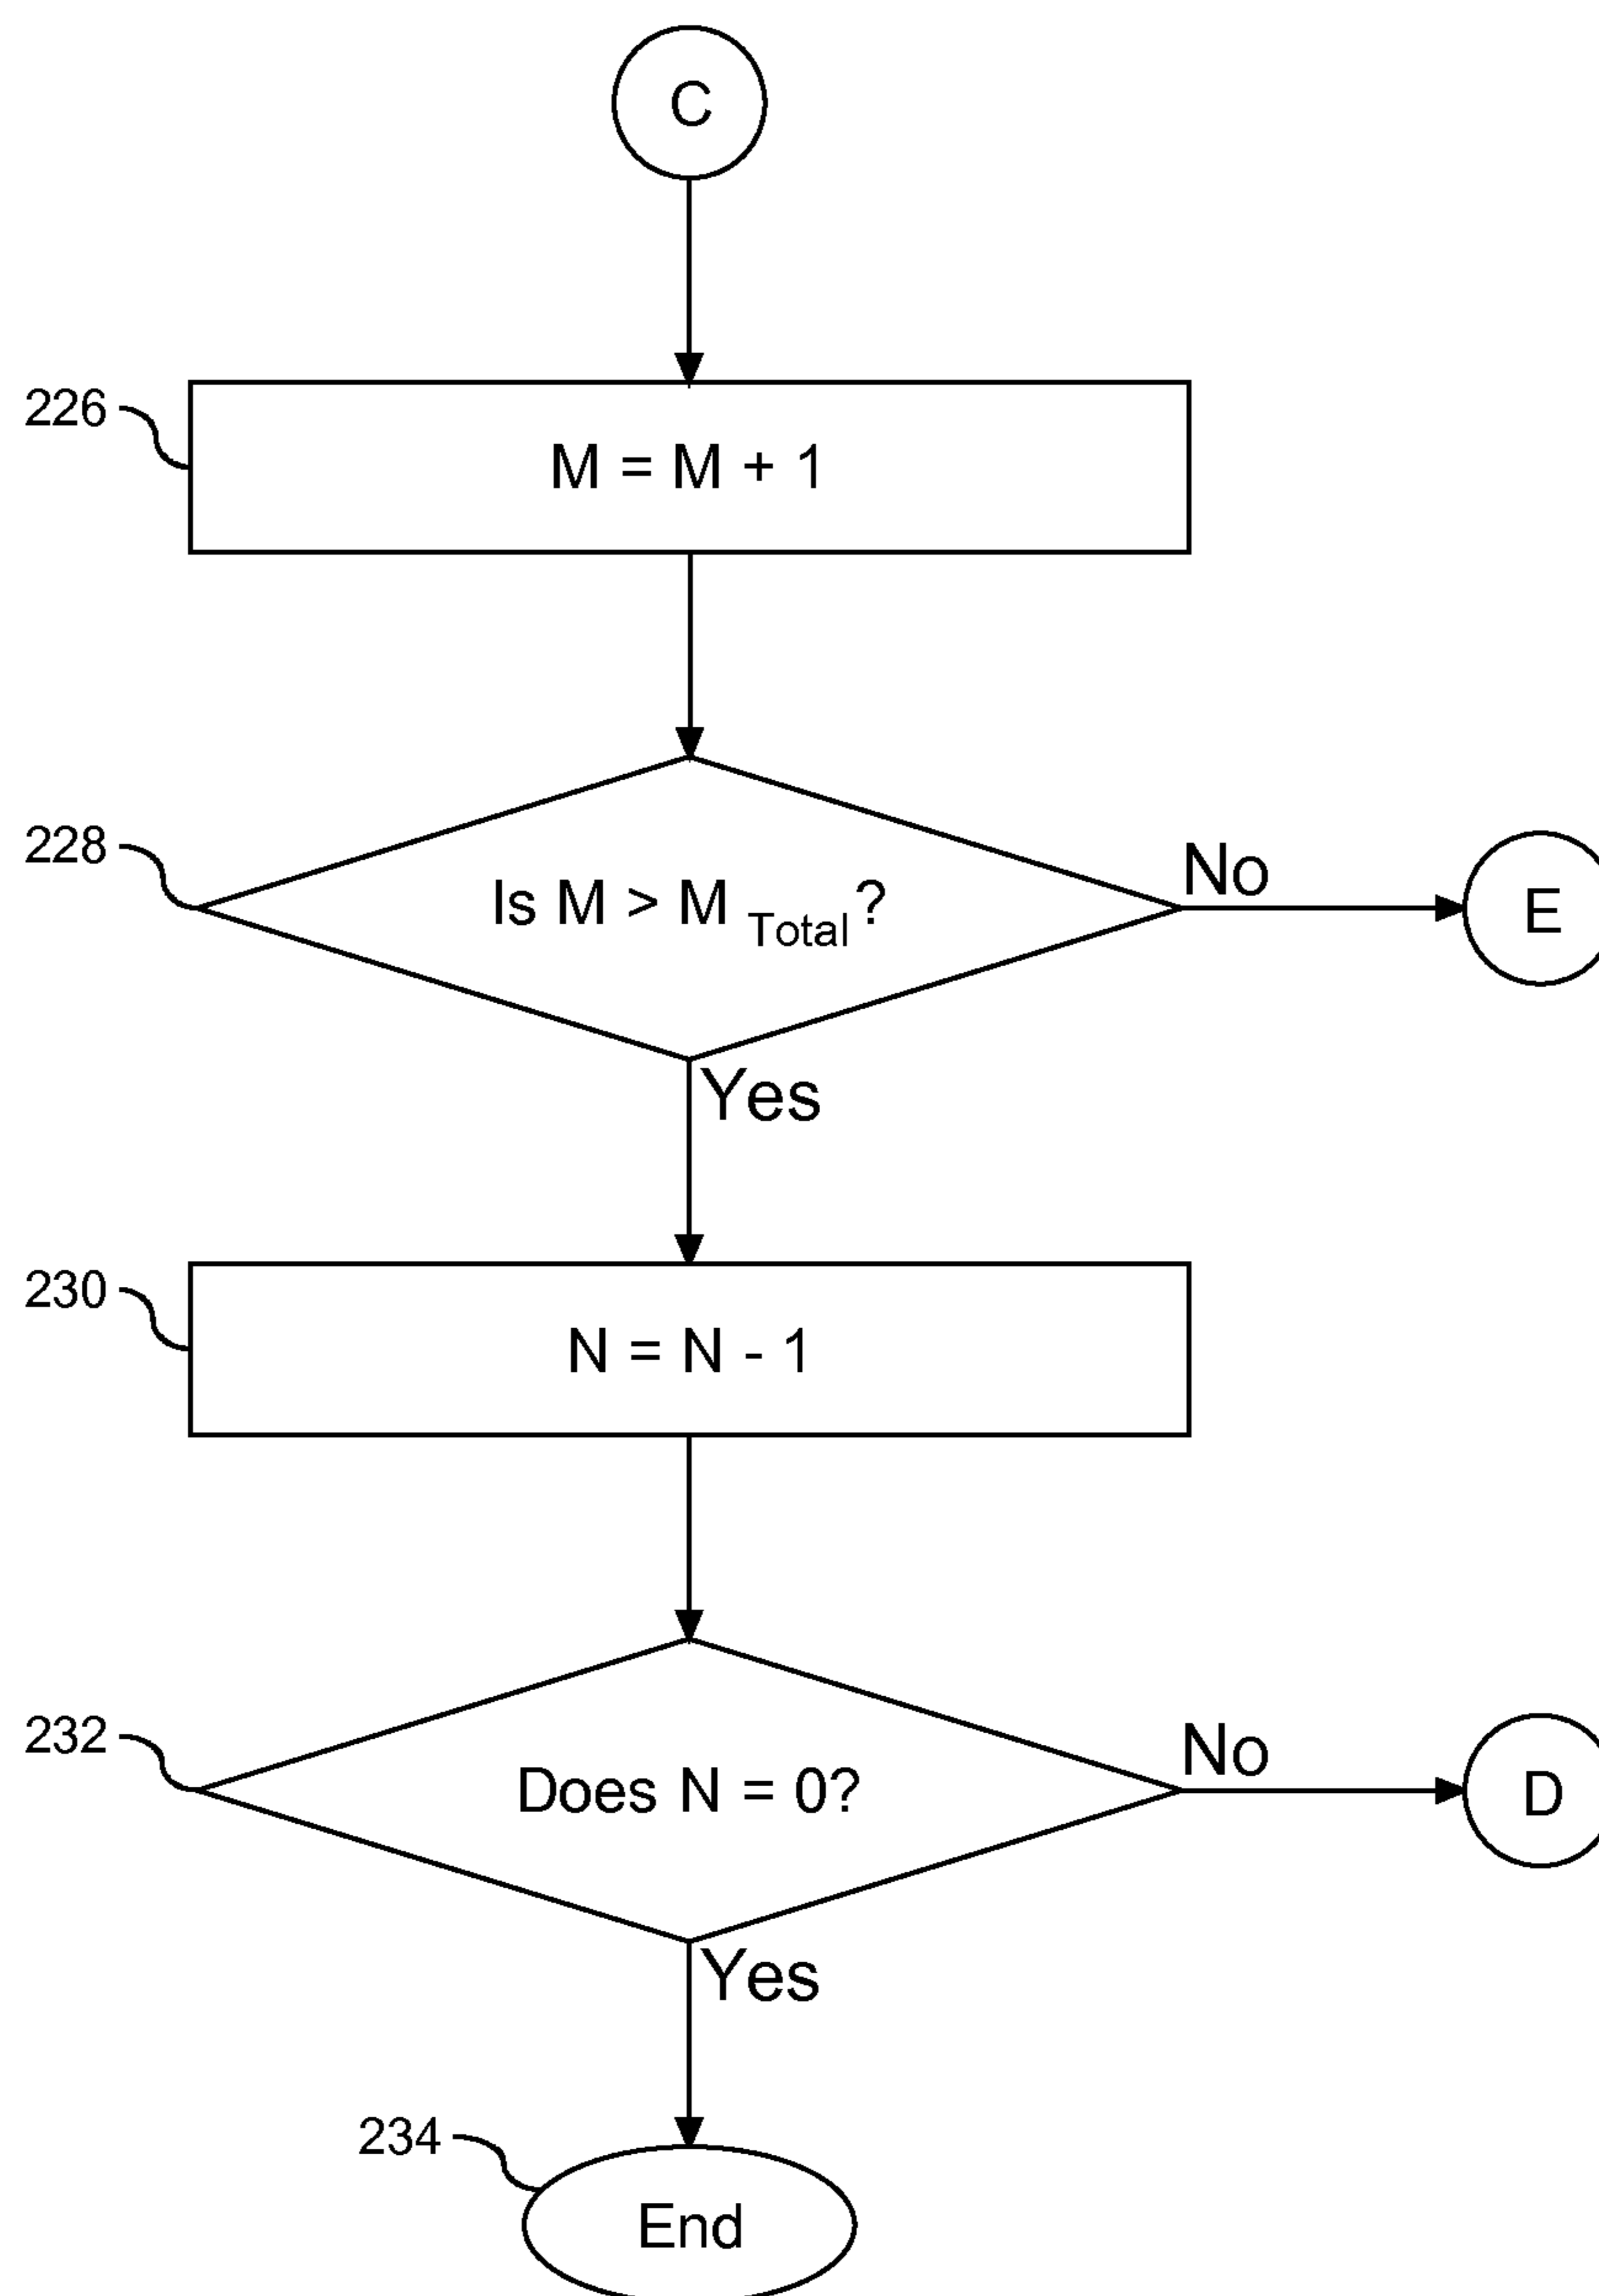 C
226
M = M + 1
228
Is M > M Total ?
No
E
Yes
230
N = N - 1
232
Does N = 0?
No
D
Yes
234
End